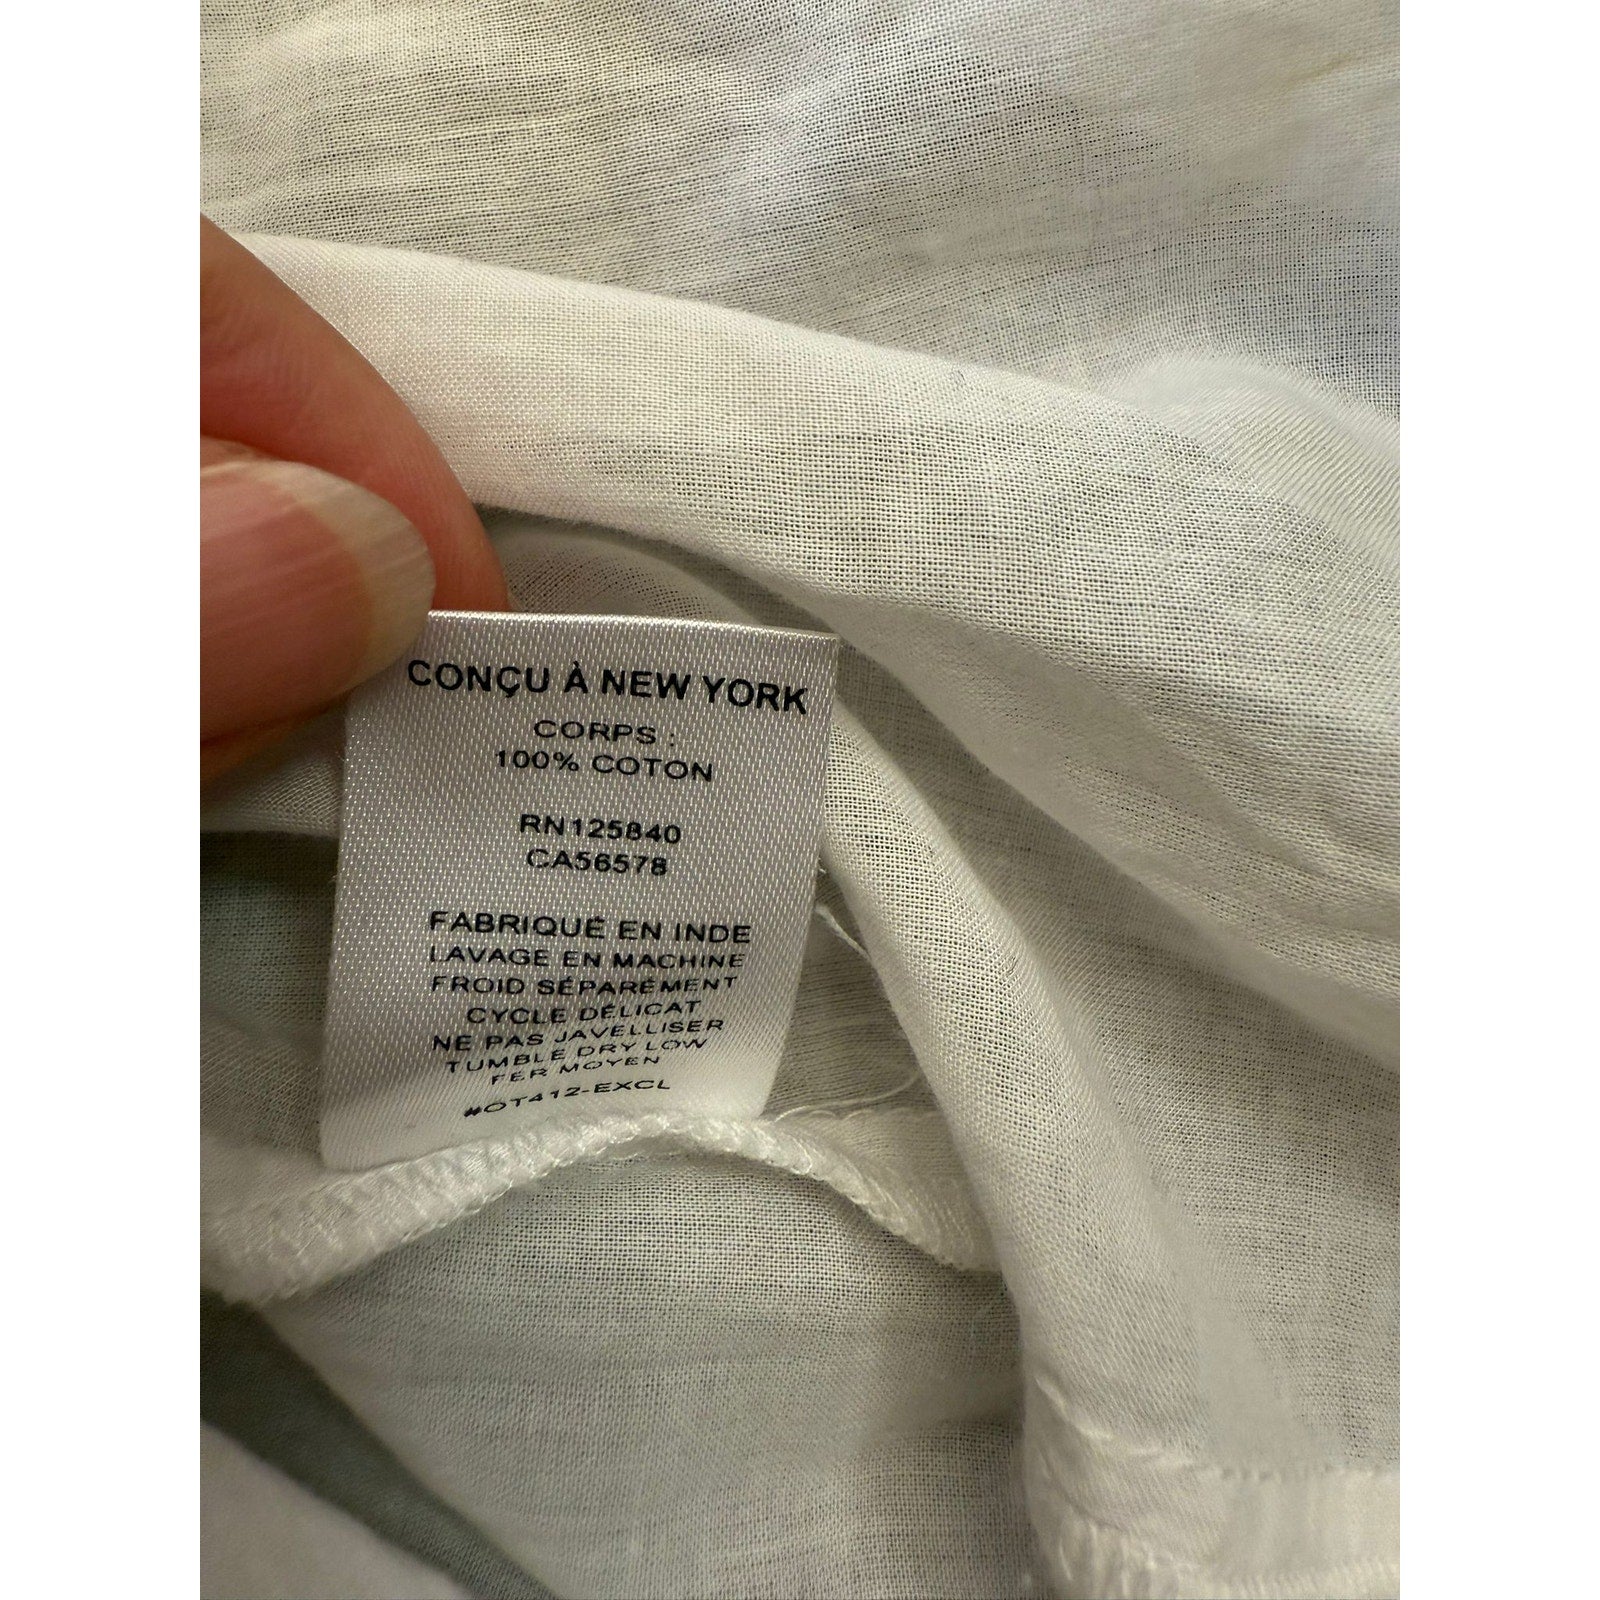 CONÇU À NEW YORK
CORPS :
100% COTON
RN125840
CA56578
FABRIQUÉ EN INDE
LAVAGE EN MACHINE
FROID SÉPARÉMENT
CYCLE DÉLICAT
NE PAS JAVELLISER
TUMBLE DRY LOW
FER MOYEN
#OT412-EXCL